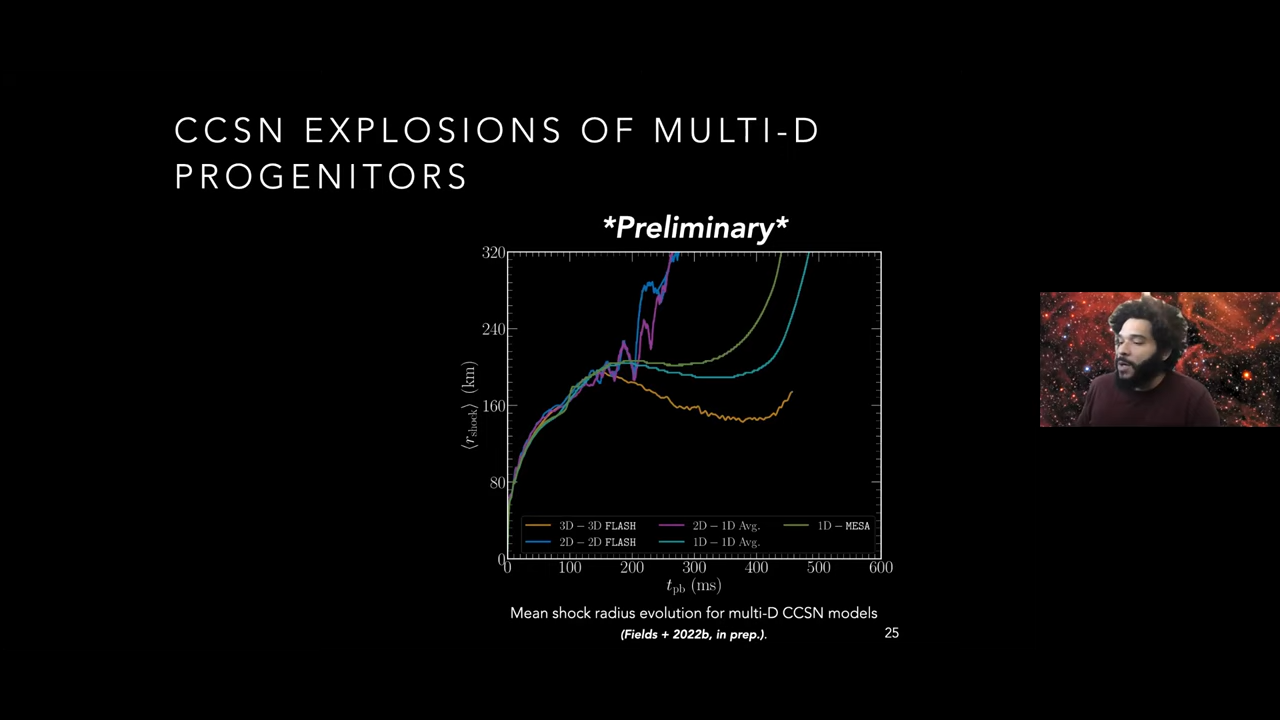 CCSN EXPLOSIONS OF MULTI-D
PROGENITORS
*Preliminary*
320
240
160
80
0
⟨r_shock⟩ (km)
3D − 3D FLASH
2D − 1D Avg.
1D − MESA
2D − 2D FLASH
1D − 1D Avg.
0 100 200 300 400 500 600
t_pb (ms)
Mean shock radius evolution for multi-D CCSN models
(Fields + 2022b, in prep.).
25